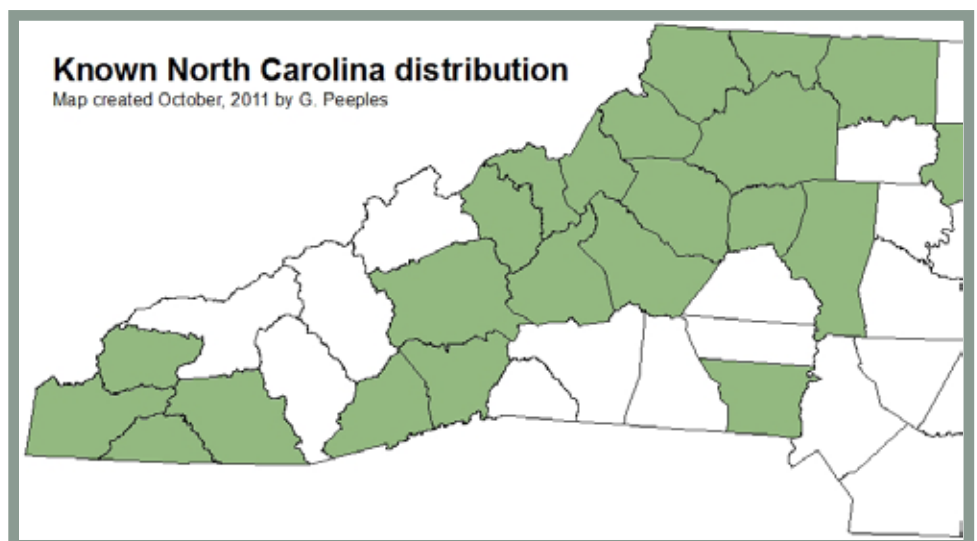 Known North Carolina distribution
Map created October, 2011 by G. Peeples